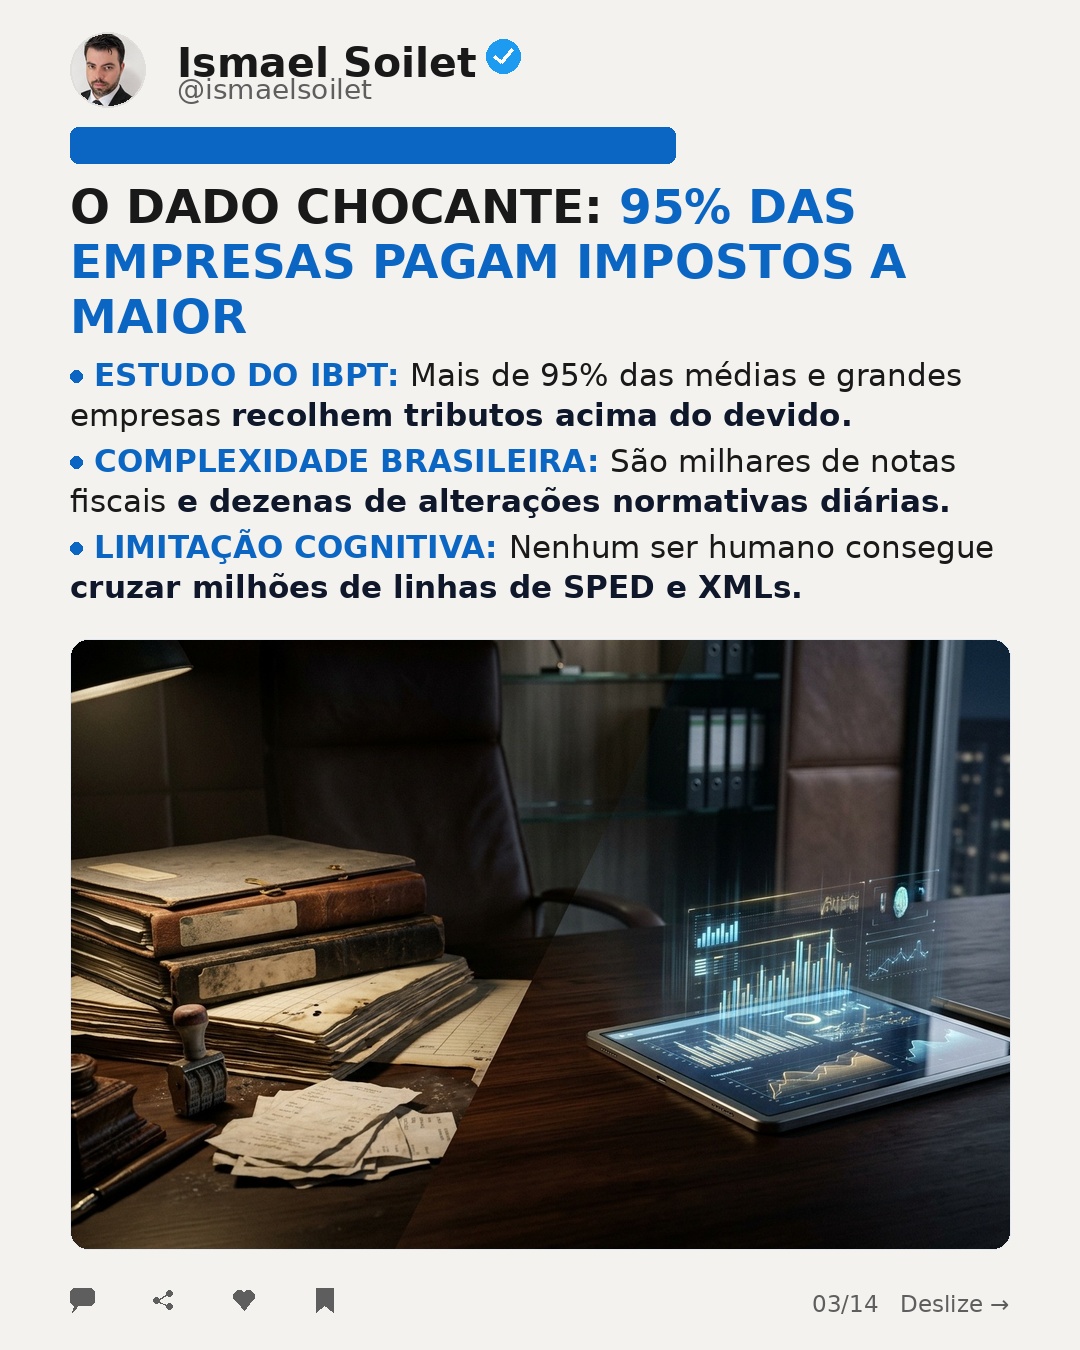 Ismael Soilet
@ismaelsoilet
O DADO CHOCANTE: 95% DAS
EMPRESAS PAGAM IMPOSTOS A
MAIOR
• ESTUDO DO IBPT: Mais de 95% das médias e grandes
empresas recolhem tributos acima do devido.
• COMPLEXIDADE BRASILEIRA: São milhares de notas
fiscais e dezenas de alterações normativas diárias.
• LIMITAÇÃO COGNITIVA: Nenhum ser humano consegue
cruzar milhões de linhas de SPED e XMLs.
03/14 Deslize →